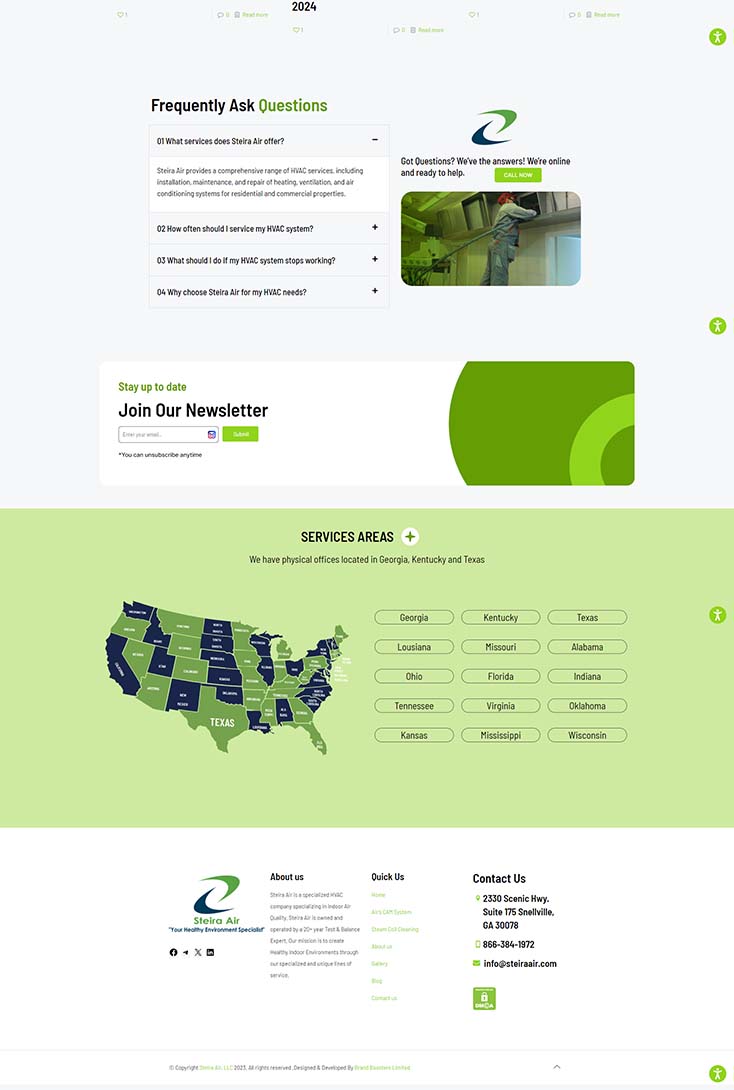 2024
1
0 Read more
1
0 Read more
1
0 Read more
Frequently Ask Questions
01 What services does Steira Air offer?
Steira Air provides a comprehensive range of HVAC services, including
installation, maintenance, and repair of heating, ventilation, and air
conditioning systems for residential and commercial properties.
02 How often should I service my HVAC system?
03 What should I do if my HVAC system stops working?
04 Why choose Steira Air for my HVAC needs?
Got Questions? We've the answers! We're online
and ready to help.
CALL NOW
Stay up to date
Join Our Newsletter
Enter your email..
Submit
*You can unsubscribe anytime
SERVICES AREAS
We have physical offices located in Georgia, Kentucky and Texas
TEXAS
Georgia
Kentucky
Texas
Lousiana
Missouri
Alabama
Ohio
Florida
Indiana
Tennessee
Virginia
Oklahoma
Kansas
Mississippi
Wisconsin
Steira Air
"Your Healthy Environment Specialist"
About us
Steira Air is a specialized HVAC
company specializing in Indoor Air
Quality, Steira Air is owned and
operated by a 20+ year Test & Balance
Expert. Our mission is to create
Healthy Indoor Environments through
our specialized and unique lines of
service.
Quick Us
Home
Air's CAM System
Steam Coil Cleaning
About us
Gallery
Blog
Contact us
Contact Us
2330 Scenic Hwy,
Suite 175 Snellville,
GA 30078
866-384-1972
info@steiraair.com
DMCA
© Copyright Steira Air, LLC 2023. All rights reserved. Designed & Developed By Brand Boosters Limited